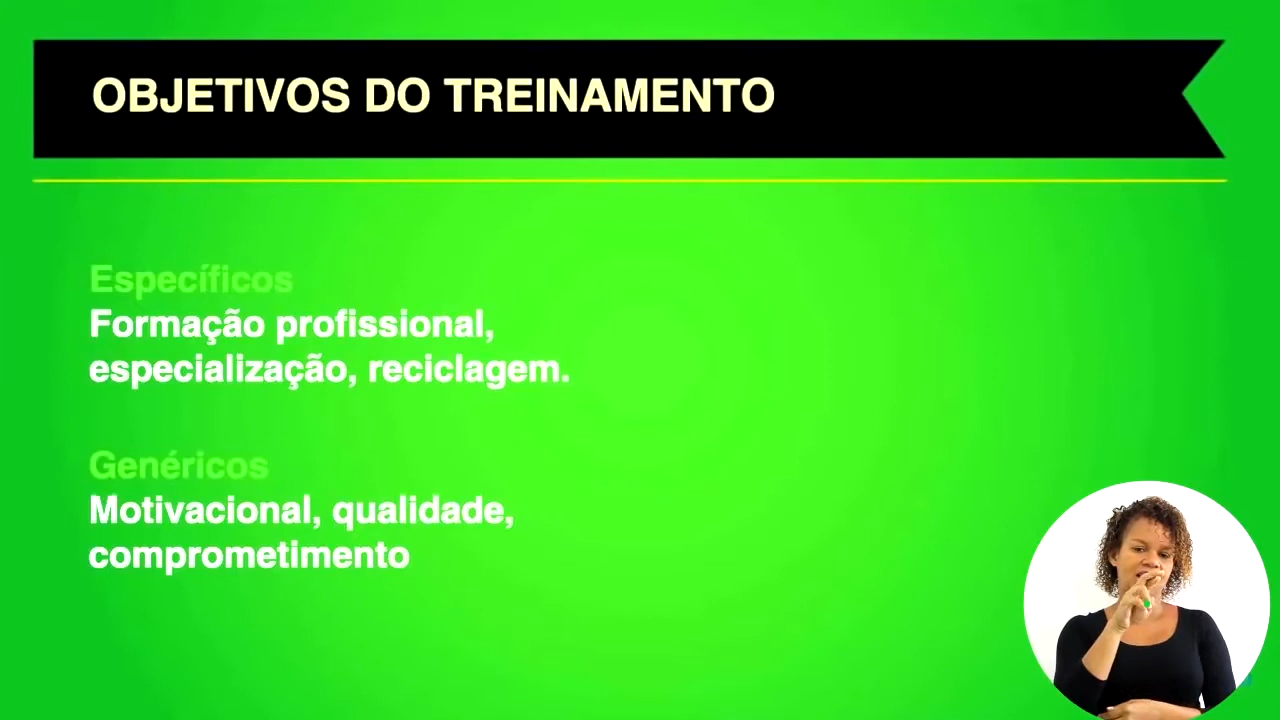 OBJETIVOS DO TREINAMENTO
Específicos
Formação profissional,
especialização, reciclagem.
Genéricos
Motivacional, qualidade,
comprometimento